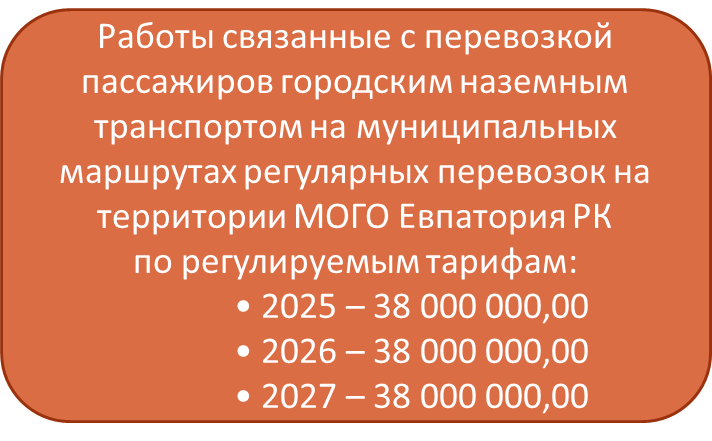 Работы связанные с перевозкой
пассажиров городским наземным
транспортом на муниципальных
маршрутах регулярных перевозок на
территории МОГО Евпатория РК
по регулируемым тарифам:
• 2025 – 38 000 000,00
• 2026 – 38 000 000,00
• 2027 – 38 000 000,00